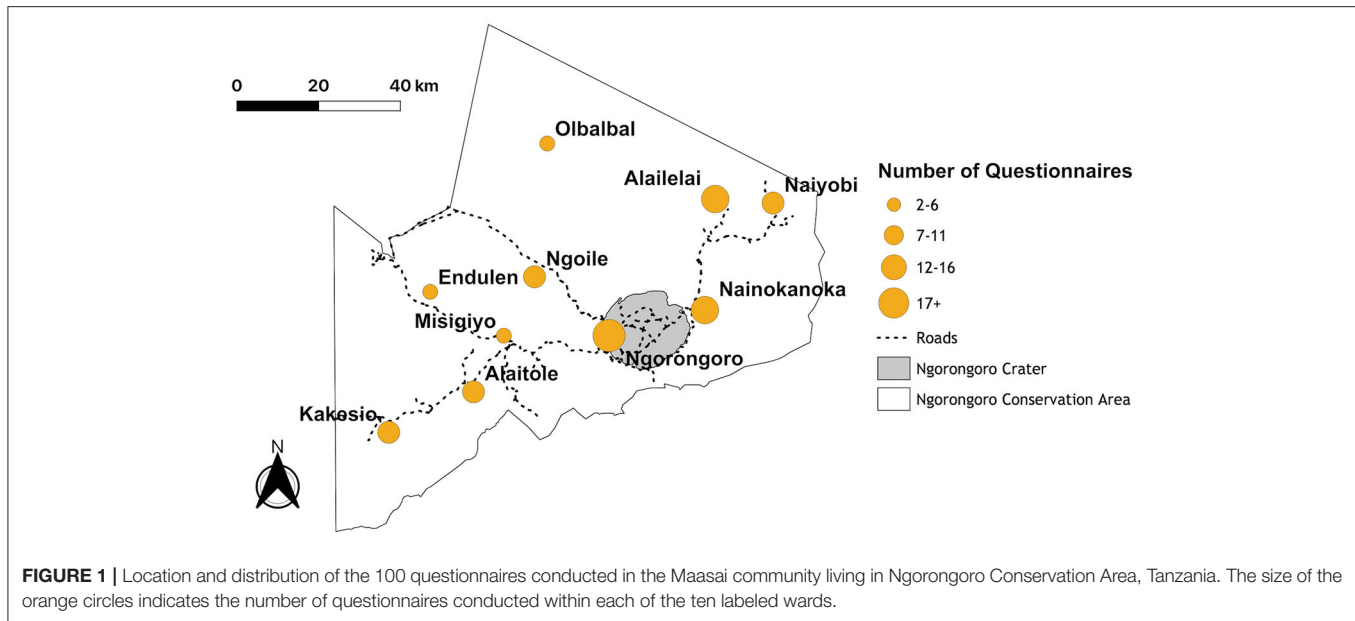 0 20 40 km
Olbalbal
Alailelai
Naiyobi
Ngoile
Endulen
Nainokanoka
Misigiyo
Ngorongoro
Alaitole
Kakesio
N
Number of Questionnaires
2-6
7-11
12-16
17+
Roads
Ngorongoro Crater
Ngorongoro Conservation Area
FIGURE 1 | Location and distribution of the 100 questionnaires conducted in the Maasai community living in Ngorongoro Conservation Area, Tanzania. The size of the
orange circles indicates the number of questionnaires conducted within each of the ten labeled wards.